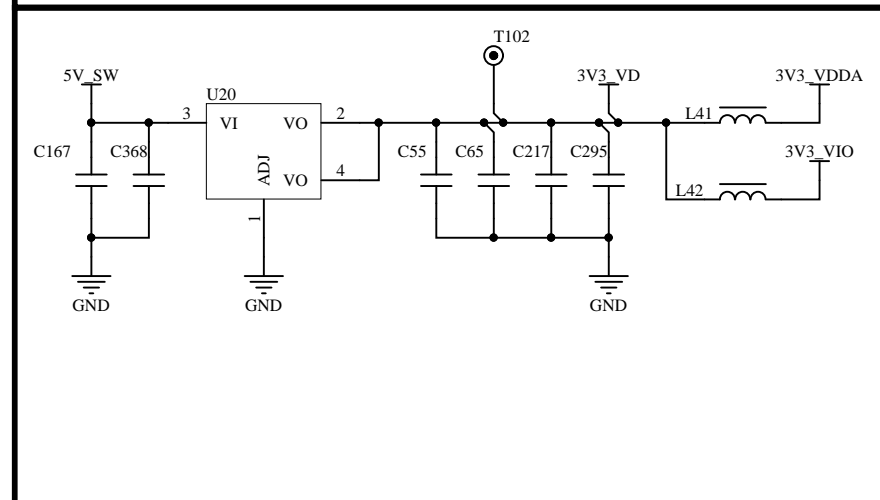 T102
5V_SW
3V3_VD
3V3_VDDA
U20
3
VI
VO
2
L41
C167
C368
ADJ
VO
4
C55
C65
C217
C295
3V3_VIO
L42
1
GND
GND
GND